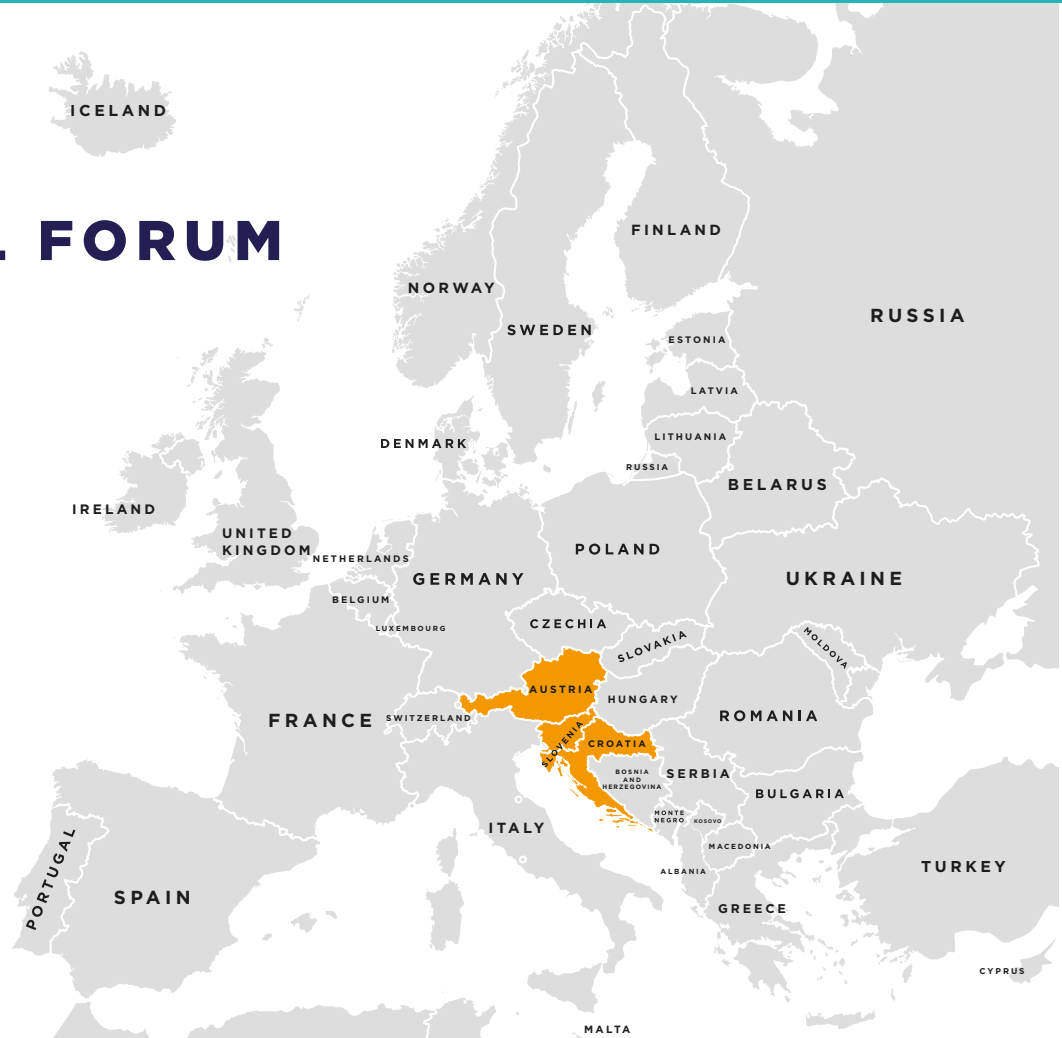 ICELAND
L FORUM
FINLAND
NORWAY
RUSSIA
SWEDEN
ESTONIA
LATVIA
LITHUANIA
DENMARK
RUSSIA
BELARUS
IRELAND
UNITED
KINGDOM
NETHERLANDS
POLAND
GERMANY
UKRAINE
BELGIUM
CZECHIA
LUXEMBOURG
SLOVAKIA
MOLDOVA
AUSTRIA
HUNGARY
FRANCE
SWITZERLAND
ROMANIA
SLOVENIA
CROATIA
BOSNIA
AND
HERZEGOVINA
SERBIA
BULGARIA
MONTE
NEGRO
KOSOVO
ITALY
MACEDONIA
ALBANIA
TURKEY
PORTUGAL
SPAIN
GREECE
CYPRUS
MALTA